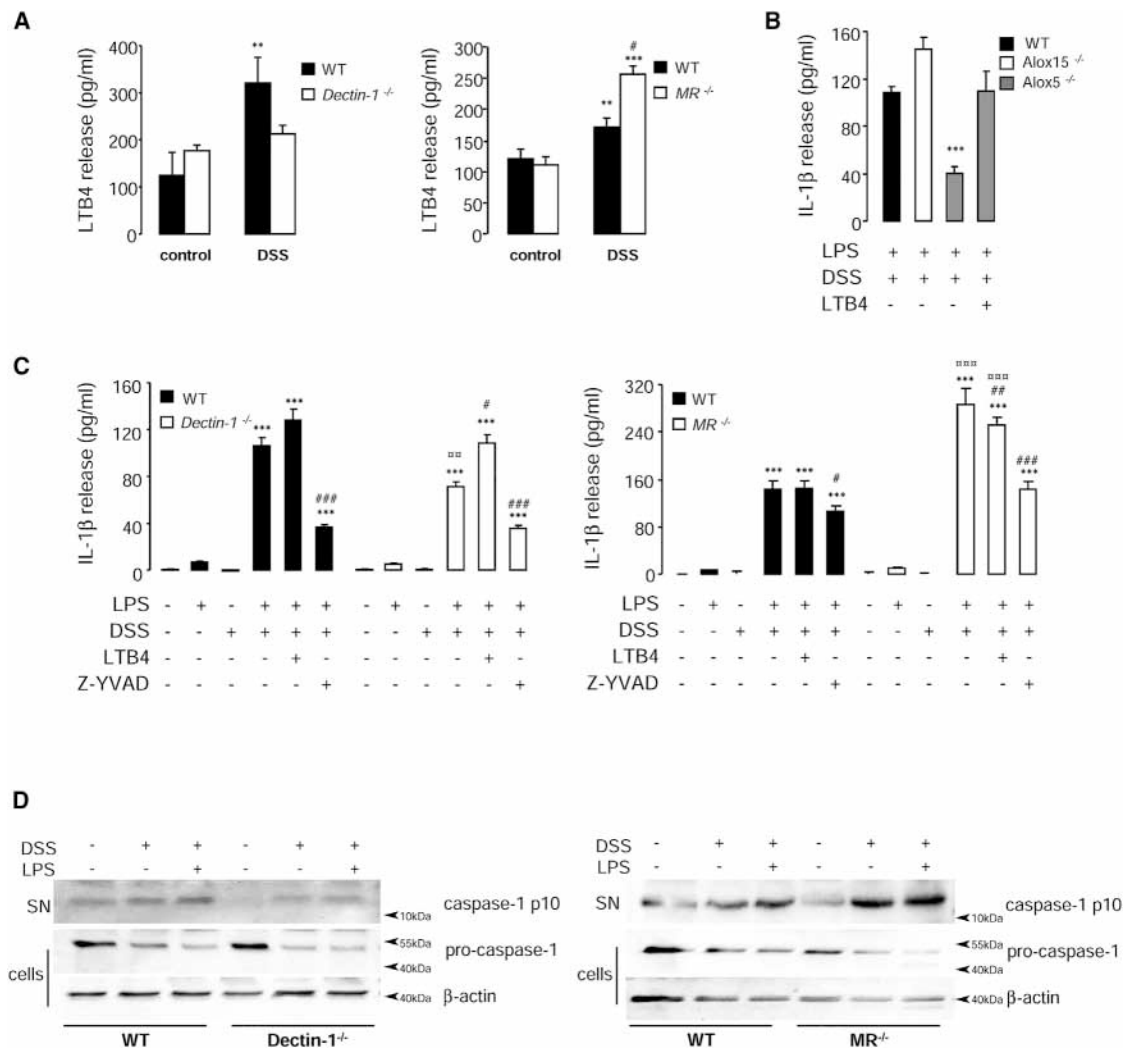 A
LTB4 release (pg/ml)
400
300
200
100
0
control
DSS
**
WT
Dectin-1 -/-
LTB4 release (pg/ml)
300
250
200
150
100
50
0
control
DSS
**
#
***
WT
MR -/-
B
IL-1β release (pg/ml)
160
120
80
40
0
***
WT
Alox15 -/-
Alox5 -/-
LPS + + + +
DSS + + + +
LTB4 - - - +
C
IL-1β release (pg/ml)
160
120
80
40
0
WT
Dectin-1 -/-
***
***
###
***
¤¤
***
#
***
###
***
LPS - + - + + + - + - + + +
DSS - - + + + + - - + + + +
LTB4 - - - - + - - - - - + -
Z-YVAD - - - - - + - - - - - +
IL-1β release (pg/ml)
320
240
160
80
0
WT
MR -/-
***
***
#
***
¤¤¤
***
¤¤¤
##
***
###
***
LPS - + - + + + - + - + + +
DSS - - + + + + - - + + + +
LTB4 - - - - + - - - - - + -
Z-YVAD - - - - - + - - - - - +
D
DSS - + + - + +
LPS - - + - - +
SN
caspase-1 p10
10kDa
cells
55kDa
pro-caspase-1
40kDa
40kDa
β-actin
WT
Dectin-1-/-
DSS - + + - + +
LPS - - + - - +
SN
caspase-1 p10
10kDa
cells
55kDa
pro-caspase-1
40kDa
40kDa
β-actin
WT
MR-/-